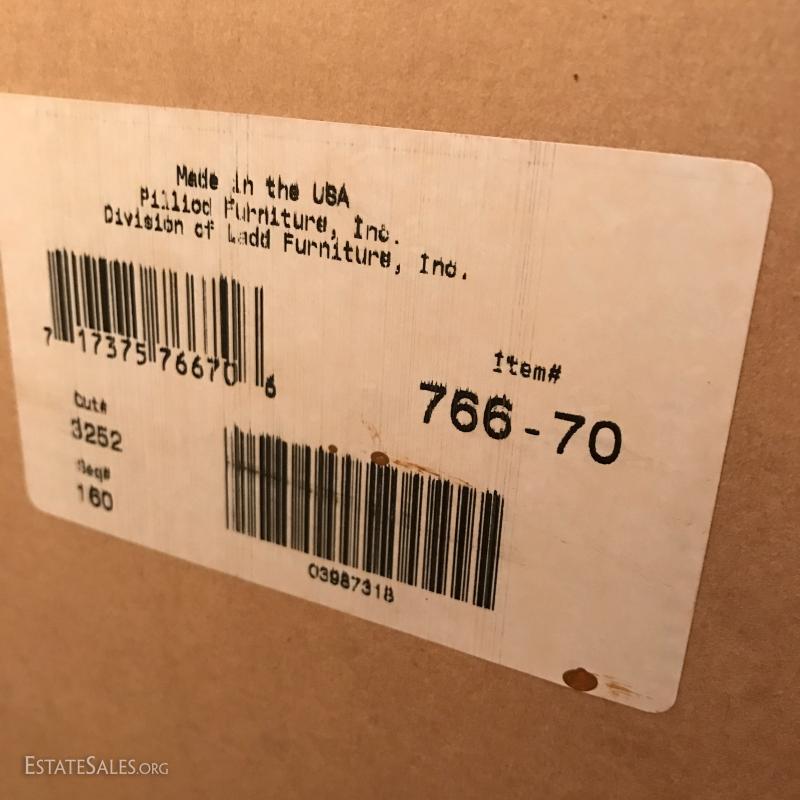 Made in the USA
Pilliod Furniture, Inc.
Division of Ladd Furniture, Inc.
7 17375 76670 6
Item#
766-70
Cut#
3252
Seq#
160
03987318
ESTATESALES.ORG